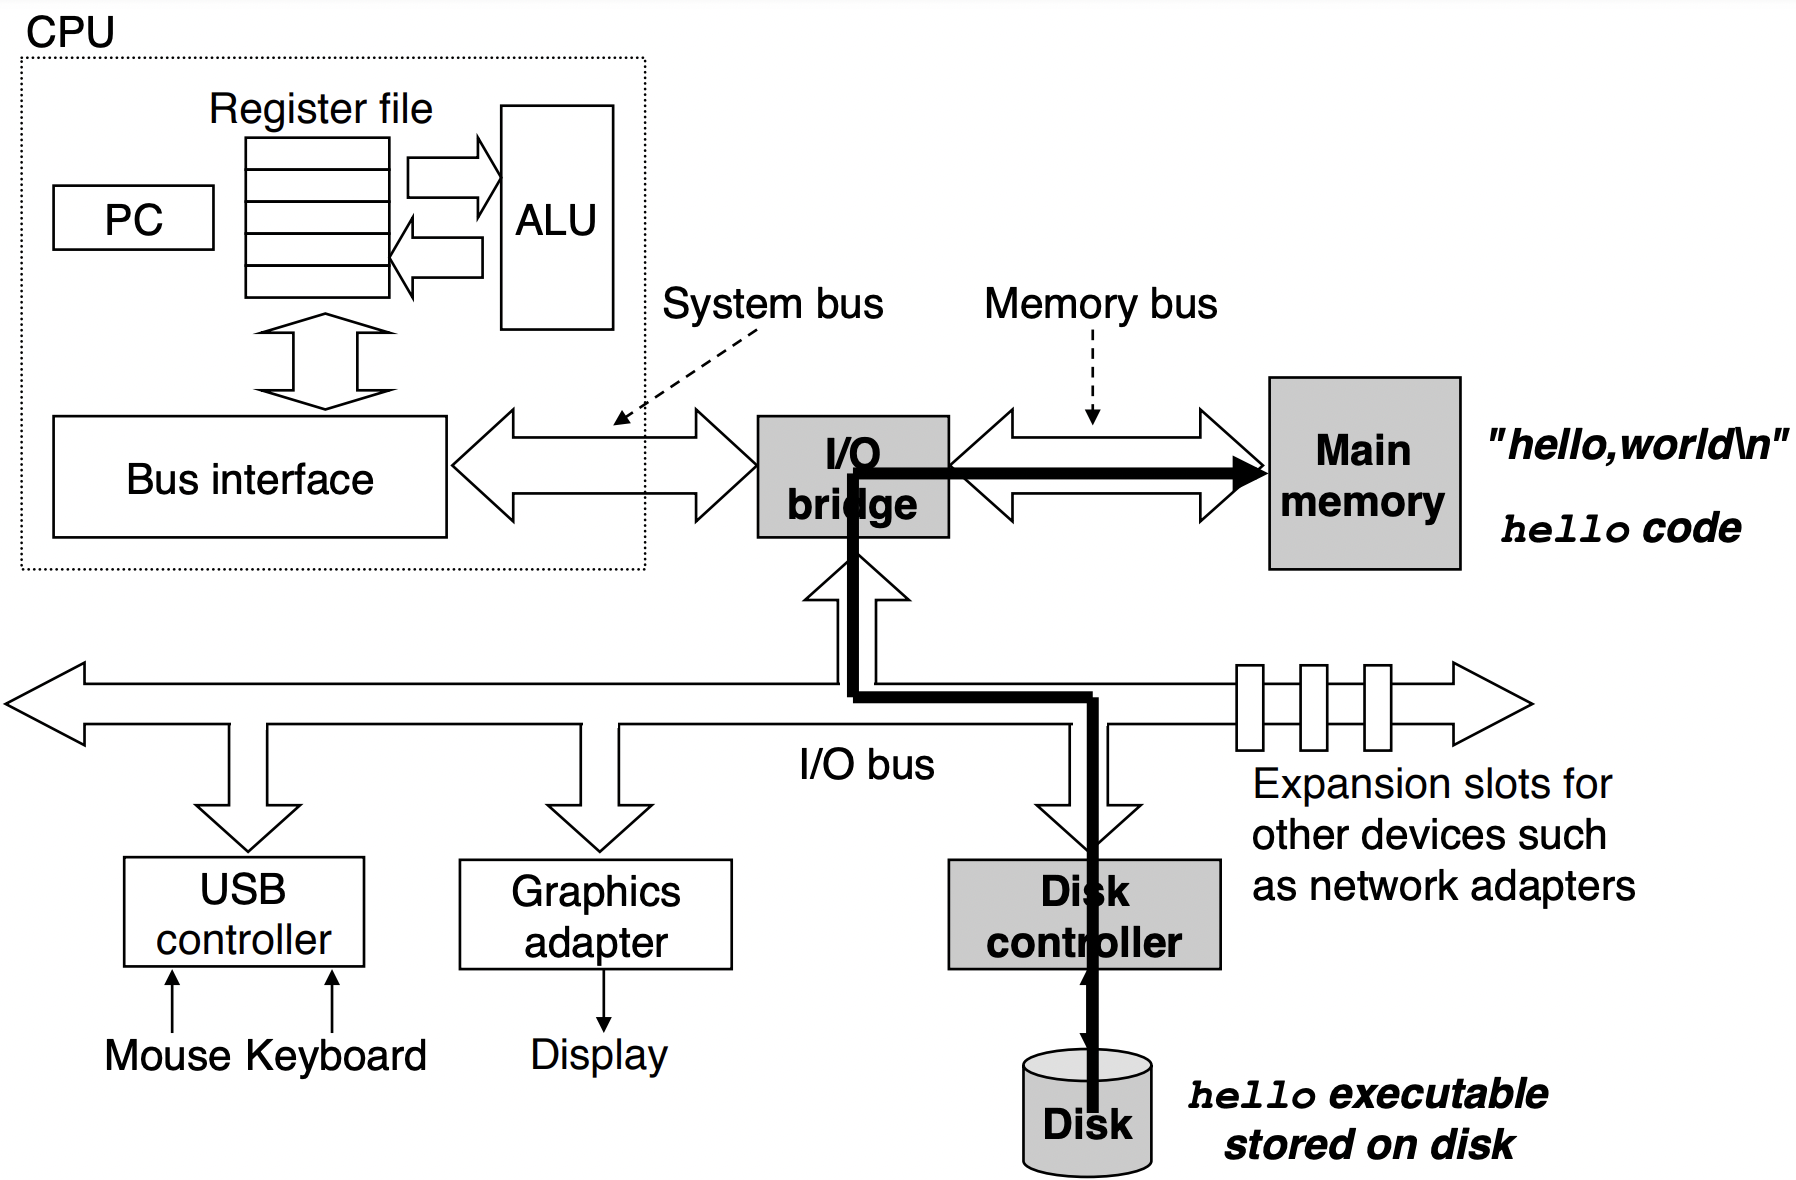 CPU
Register file
PC
ALU
System bus
Memory bus
Bus interface
I/O
bridge
Main
memory
"hello,world\n"
hello code
I/O bus
Expansion slots for
other devices such
as network adapters
USB
controller
Graphics
adapter
Disk
controller
Mouse
Keyboard
Display
Disk
hello executable
stored on disk